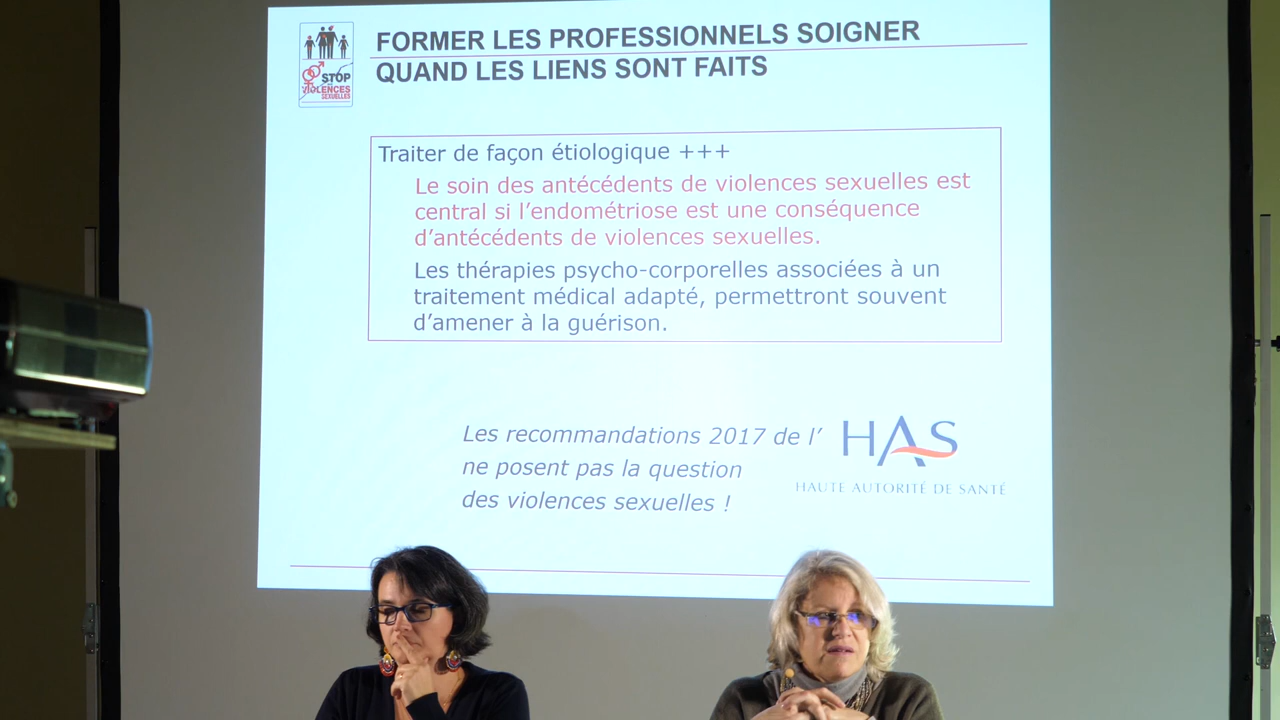 FORMER LES PROFESSIONNELS SOIGNER
QUAND LES LIENS SONT FAITS
STOP
VIOLENCES
SEXUELLES
Traiter de façon étiologique +++
Le soin des antécédents de violences sexuelles est
central si l'endométriose est une conséquence
d'antécédents de violences sexuelles.
Les thérapies psycho-corporelles associées à un
traitement médical adapté, permettront souvent
d'amener à la guérison.
Les recommandations 2017 de l'
ne posent pas la question
des violences sexuelles !
HAS
HAUTE AUTORITÉ DE SANTÉ